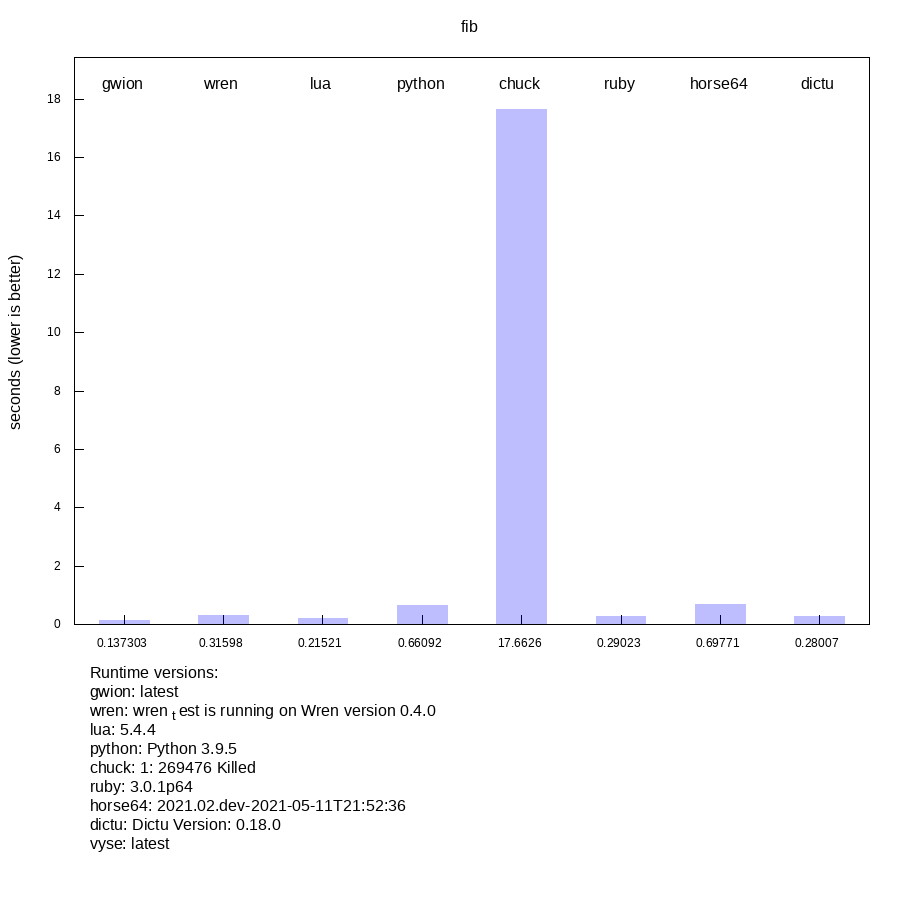 fib
gwion wren lua python chuck ruby horse64 dictu
18
16
14
12
10
8
6
4
2
0
seconds (lower is better)
0.137303 0.31598 0.21521 0.66092 17.6626 0.29023 0.69771 0.28007
Runtime versions:
gwion: latest
wren: wren t est is running on Wren version 0.4.0
lua: 5.4.4
python: Python 3.9.5
chuck: 1: 269476 Killed
ruby: 3.0.1p64
horse64: 2021.02.dev-2021-05-11T21:52:36
dictu: Dictu Version: 0.18.0
vyse: latest